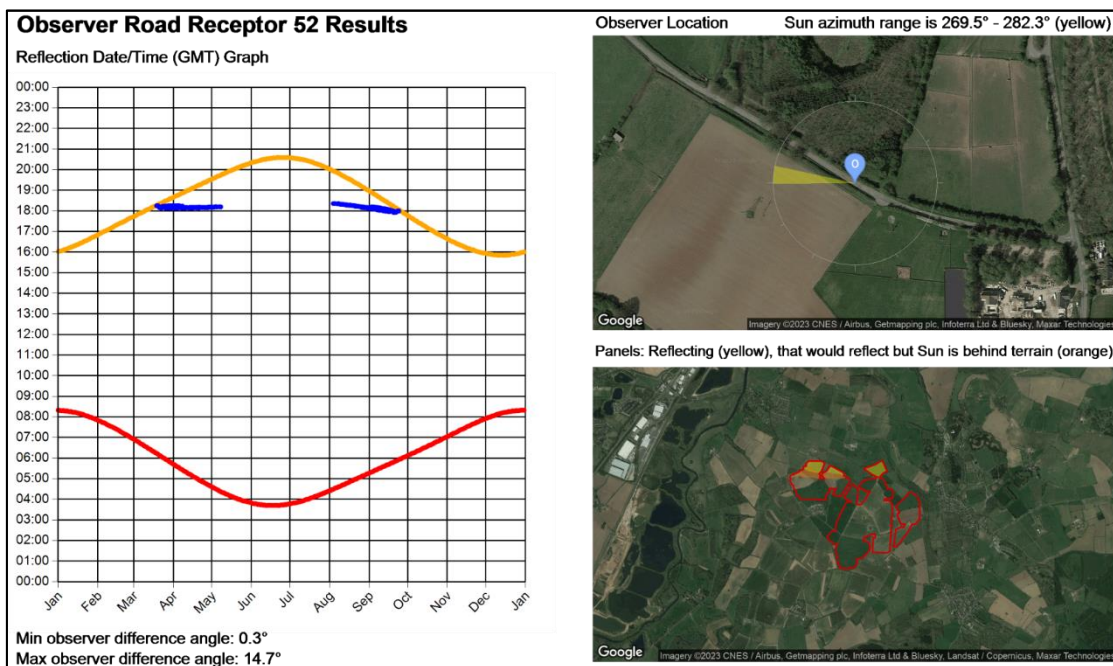 Observer Road Receptor 52 Results
Reflection Date/Time (GMT) Graph
00:00
23:00
22:00
21:00
20:00
19:00
18:00
17:00
16:00
15:00
14:00
13:00
12:00
11:00
10:00
09:00
08:00
07:00
06:00
05:00
04:00
03:00
02:00
01:00
00:00
Jan Feb Mar Apr May Jun Jul Aug Sep Oct Nov Dec Jan
Min observer difference angle: 0.3°
Max observer difference angle: 14.7°
Observer Location Sun azimuth range is 269.5° - 282.3° (yellow)
O
Google
Imagery ©2023 CNES / Airbus, Getmapping plc, Infoterra Ltd & Bluesky, Maxar Technologies
Panels: Reflecting (yellow), that would reflect but Sun is behind terrain (orange)
Google
Imagery ©2023 CNES / Airbus, Getmapping plc, Infoterra Ltd & Bluesky, Landsat / Copernicus, Maxar Technologies